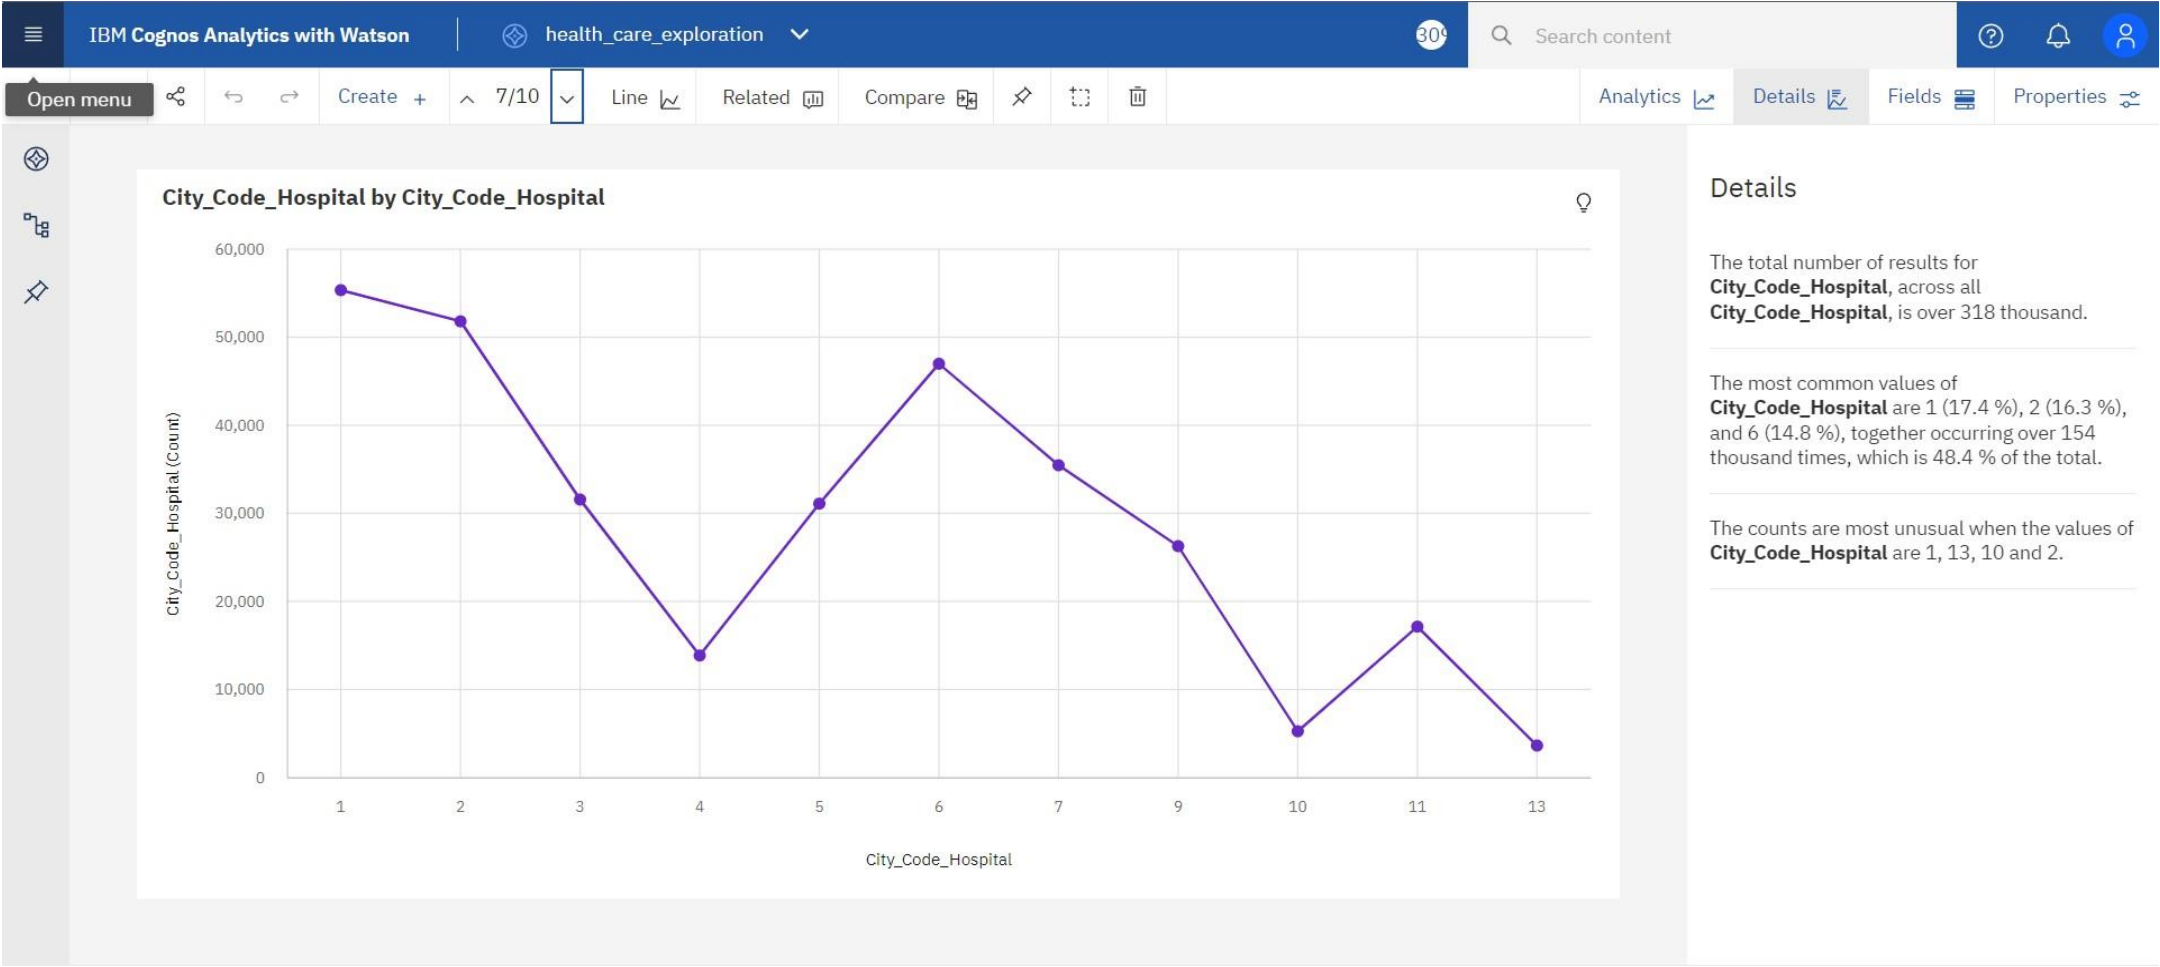 IBM Cognos Analytics with Watson
health_care_exploration
Search content
Open menu
Create +
7/10
Line
Related
Compare
Analytics
Details
Fields
Properties
City_Code_Hospital by City_Code_Hospital
60,000
50,000
40,000
30,000
20,000
10,000
0
City_Code_Hospital (Count)
1 2 3 4 5 6 7 9 10 11 13
City_Code_Hospital
Details
The total number of results for
City_Code_Hospital, across all
City_Code_Hospital, is over 318 thousand.
The most common values of
City_Code_Hospital are 1 (17.4 %), 2 (16.3 %),
and 6 (14.8 %), together occurring over 154
thousand times, which is 48.4 % of the total.
The counts are most unusual when the values of
City_Code_Hospital are 1, 13, 10 and 2.